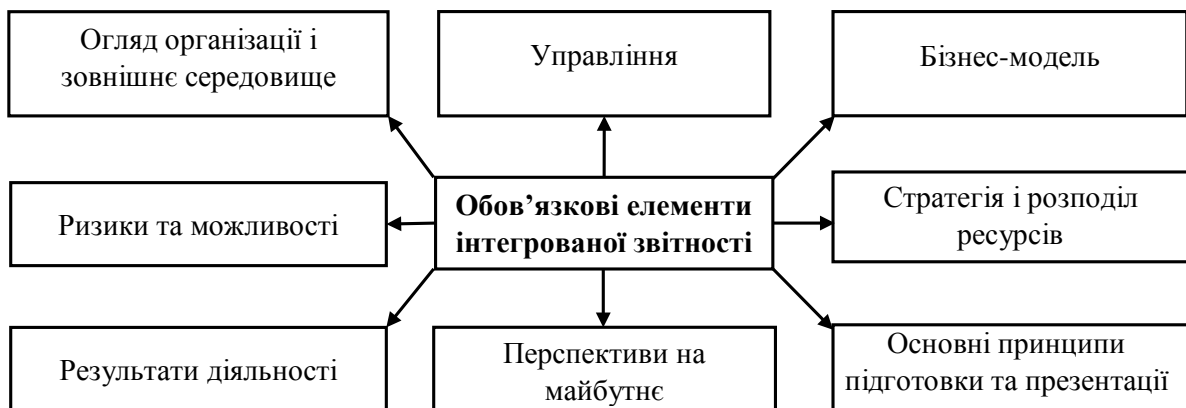 Огляд організації і
зовнішнє середовище
Управління
Бізнес-модель
Ризики та можливості
Обов’язкові елементи
інтегрованої звітності
Стратегія і розподіл
ресурсів
Результати діяльності
Перспективи на
майбутнє
Основні принципи
підготовки та презентації